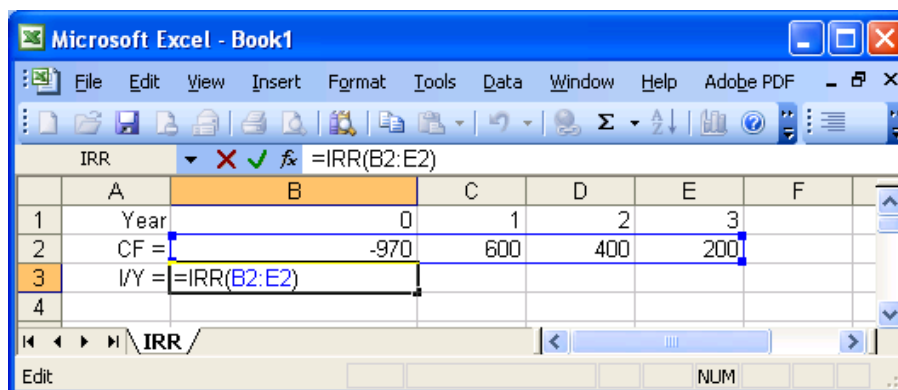 Microsoft Excel - Book1
File Edit View Insert Format Tools Data Window Help Adobe PDF
Σ
IRR fx =IRR(B2:E2)
A B C D E F
1 Year 0 1 2 3
2 CF = -970 600 400 200
3 I/Y = =IRR(B2:E2)
4
IRR
Edit NUM